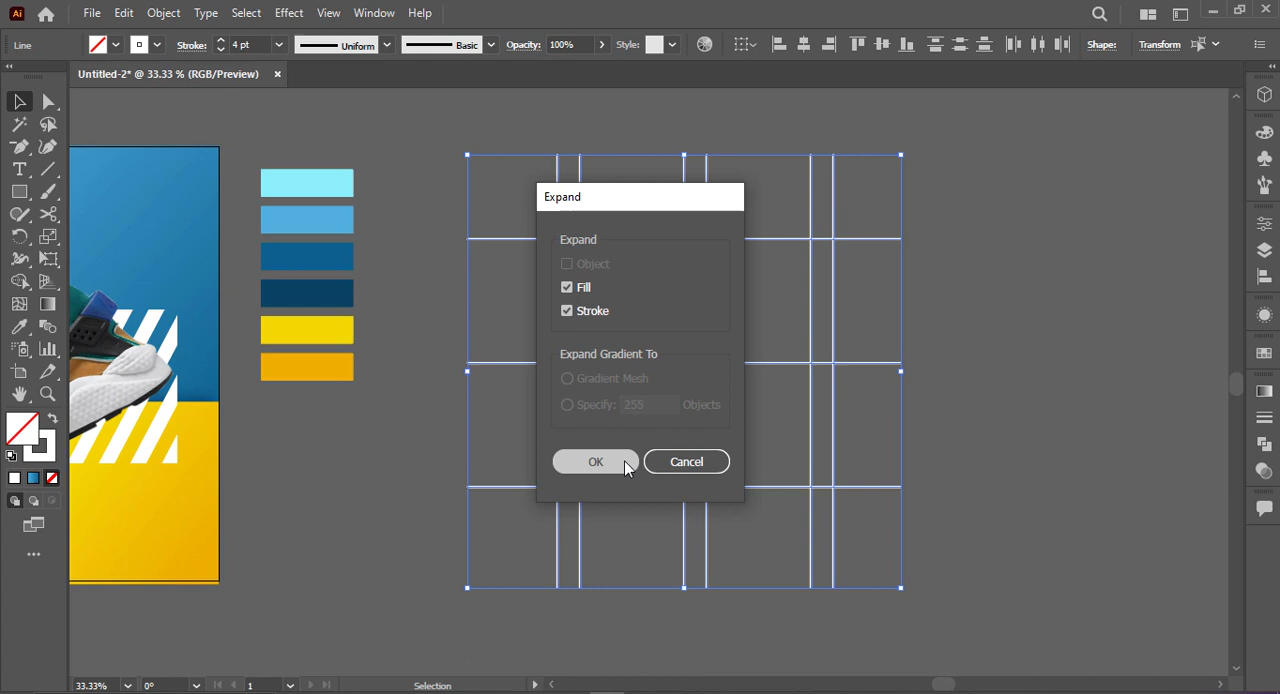 Ai File Edit Object Type Select Effect View Window Help
Line Stroke: 4 pt Uniform Basic Opacity: 100% Style: Shape: Transform
Untitled-2* @ 33.33 % (RGB/Preview) ×
Expand
Expand
Object
Fill
Stroke
Expand Gradient To
Gradient Mesh
Specify: 255 Objects
OK Cancel
33.33% 0° 1 Selection